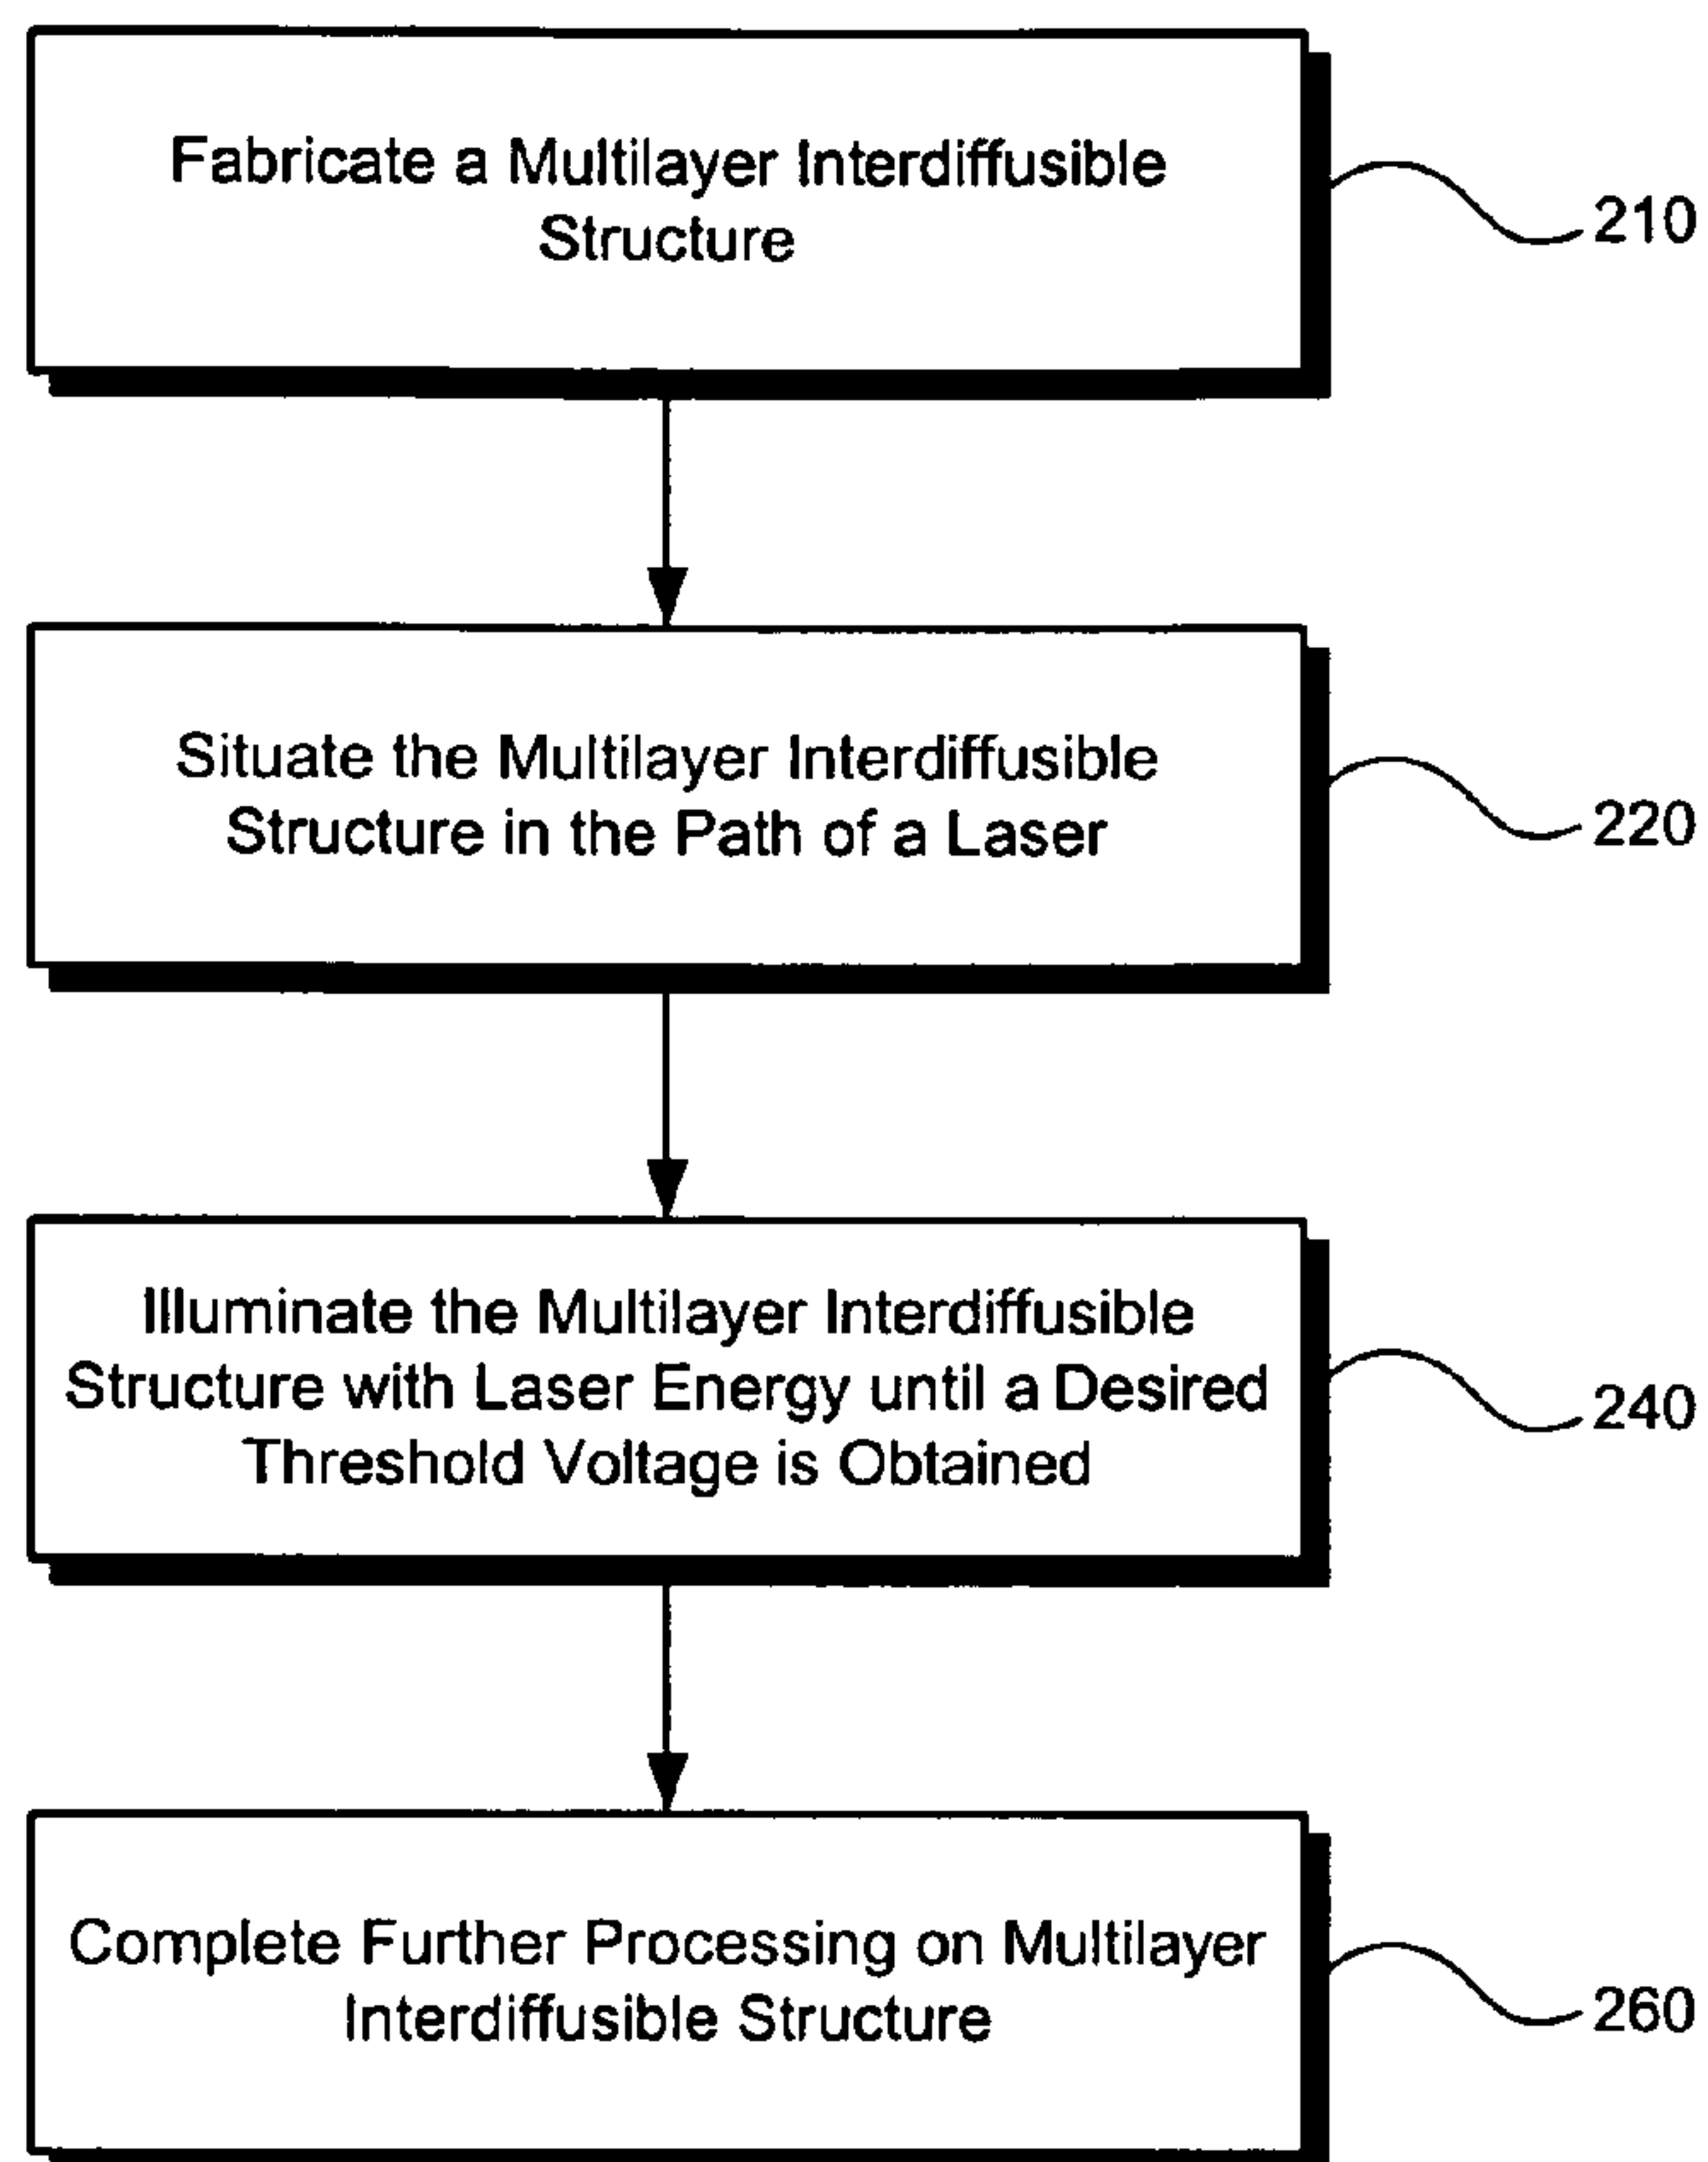 Fabricate a Multilayer Interdiffusible
Structure
210
Situate the Multilayer Interdiffusible
Structure in the Path of a Laser
220
Illuminate the Multilayer Interdiffusible
Structure with Laser Energy until a Desired
Threshold Voltage is Obtained
240
Complete Further Processing on Multilayer
Interdiffusible Structure
260